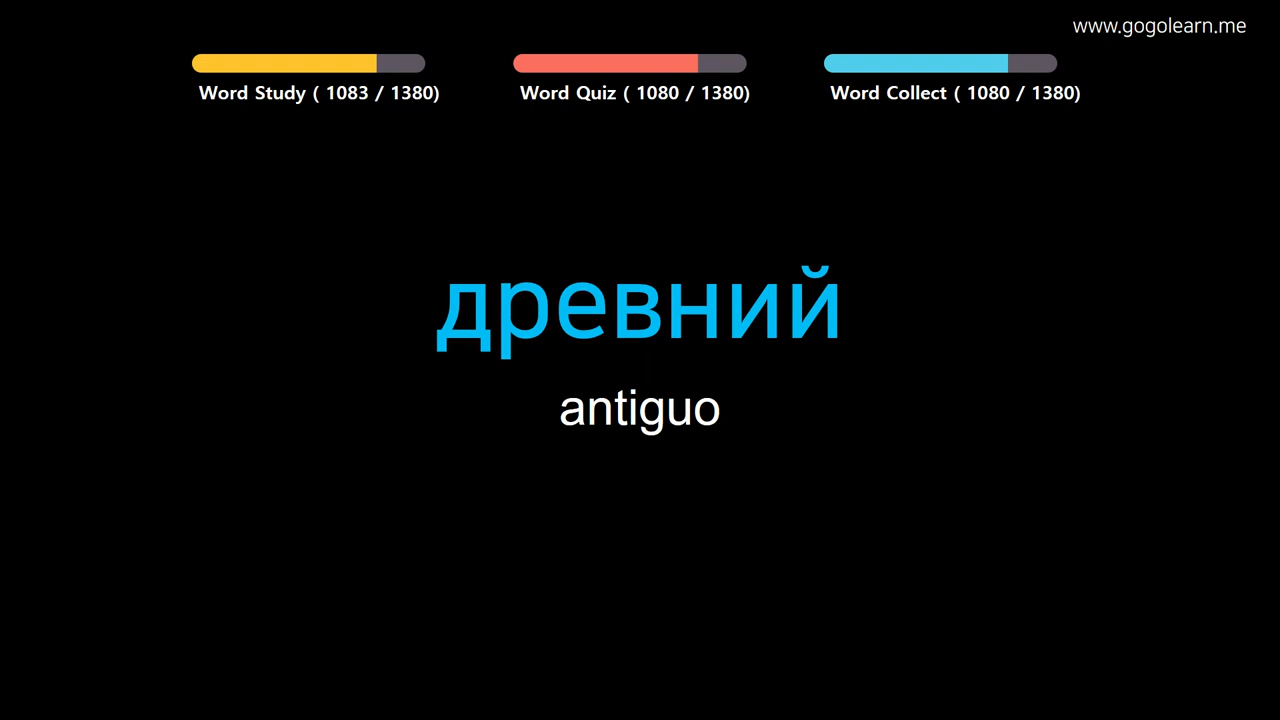 www.gogolearn.me
Word Study ( 1083 / 1380)
Word Quiz ( 1080 / 1380)
Word Collect ( 1080 / 1380)
древний
antiguo